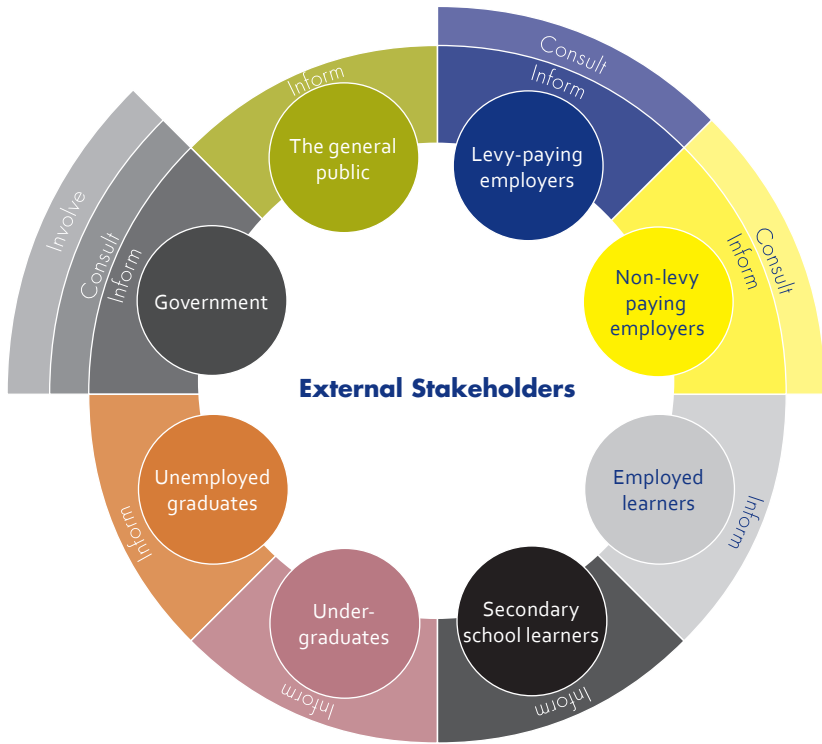 External Stakeholders
Consult
Inform
Levy-paying
employers
Consult
Inform
Non-levy
paying
employers
Inform
Employed
learners
Inform
Secondary
school learners
Inform
Under-
graduates
Inform
Unemployed
graduates
Involve
Consult
Inform
Government
Inform
The general
public